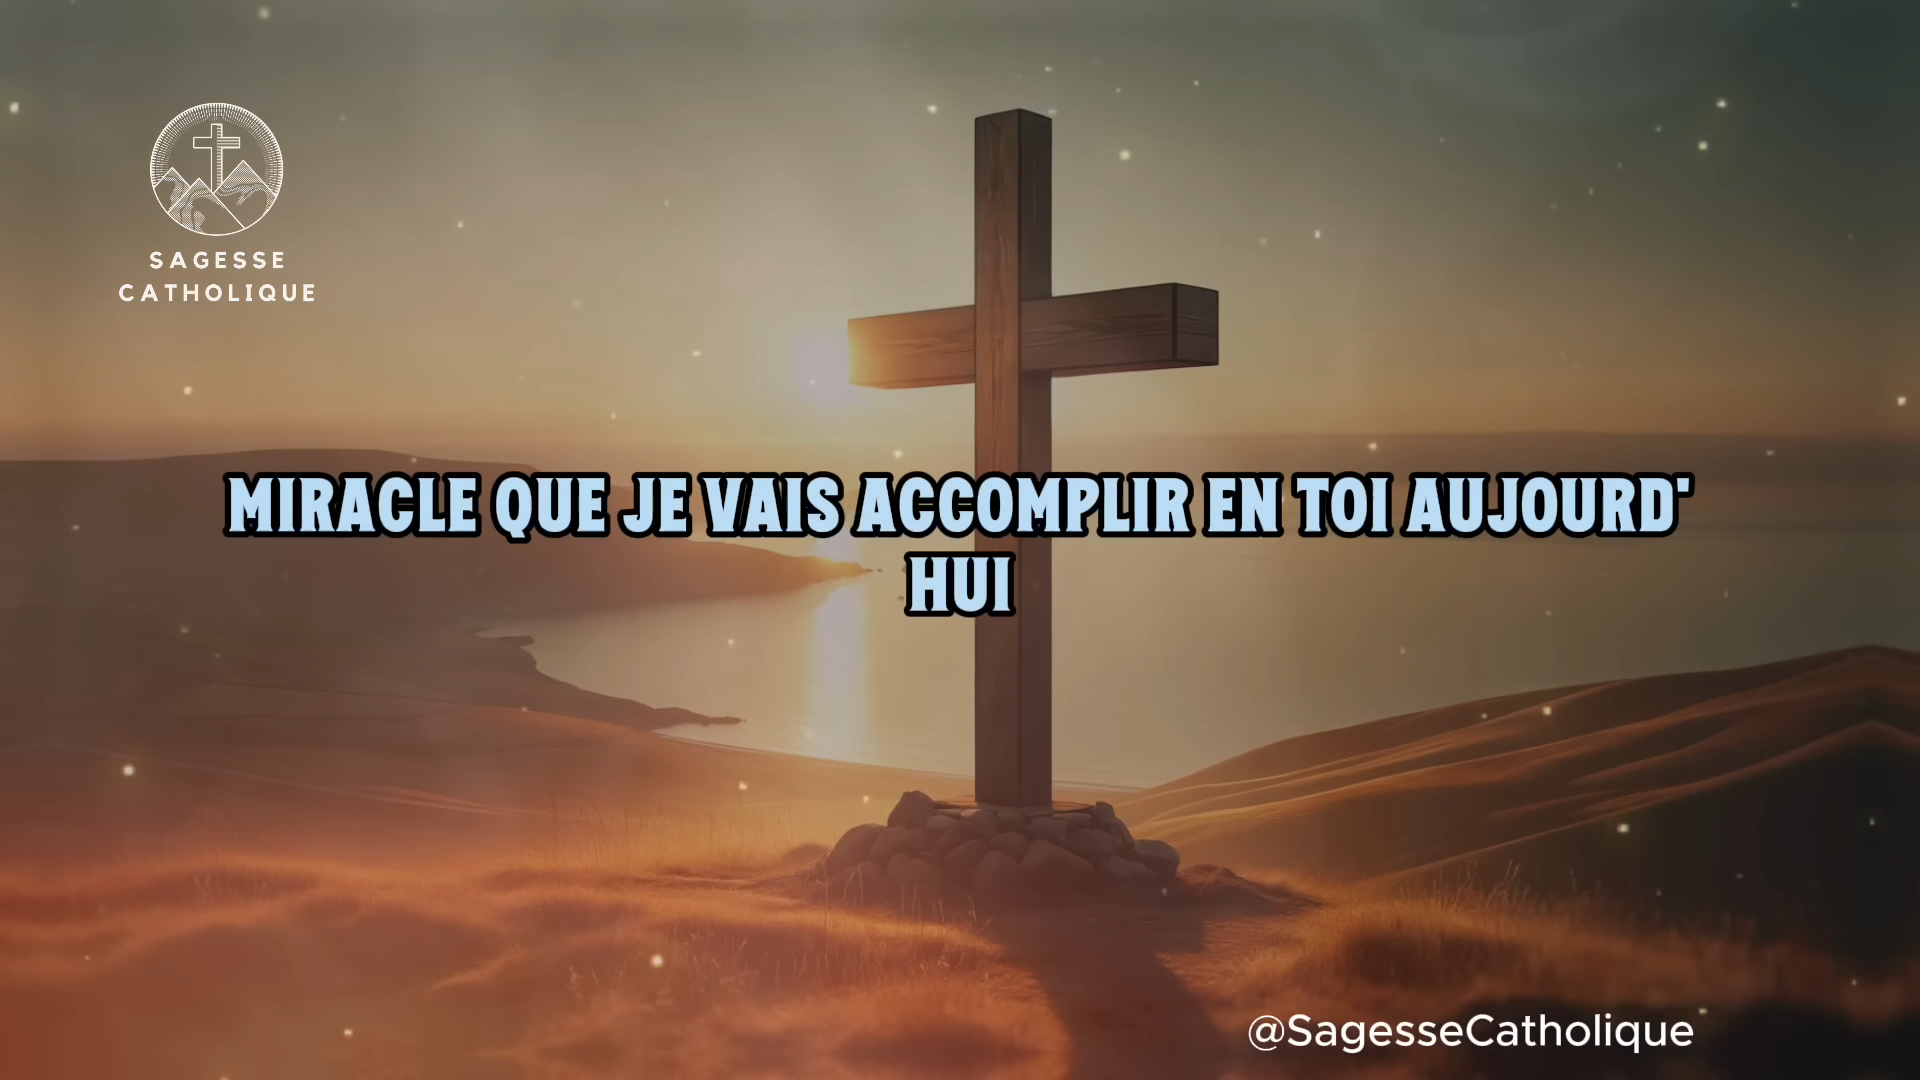 SAGESSE
CATHOLIQUE
MIRACLE QUE JE VAIS ACCOMPLIR EN TOI AUJOURD'
HUI
@SagesseCatholique